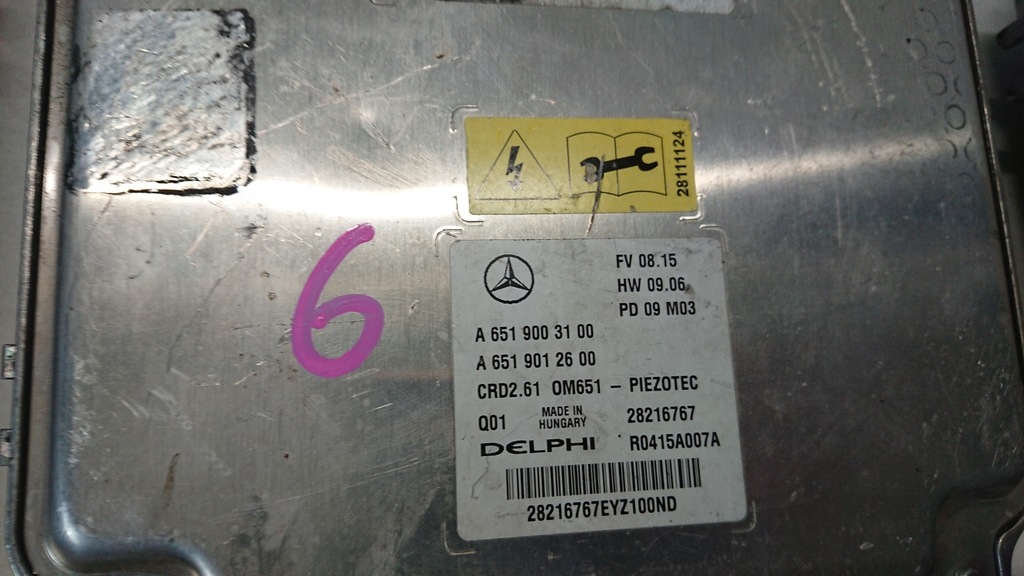 28111124
6
FV 08.15
HW 09.06
PD 09 M03
A 651 900 31 00
A 651 901 26 00
CRD2.61 OM651 - PIEZOTEC
Q01 MADE IN HUNGARY 28216767
DELPHI R0415A007A
28216767EYZ100ND